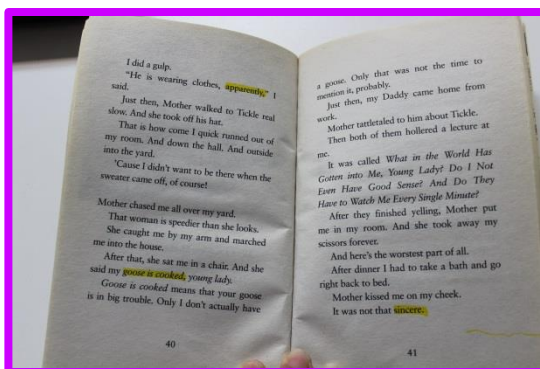 I did a gulp.
"He is wearing clothes, apparently," I
said.
Just then, Mother walked to Tickle real
slow. And she took off his hat.
That is how come I quick runned out of
my room. And down the hall. And outside
into the yard.
'Cause I didn't want to be there when the
sweater came off, of course!
Mother chased me all over my yard.
That woman is speedier than she looks.
She caught me by my arm and marched
me into the house.
After that, she sat me in a chair. And she
said my goose is cooked, young lady.
Goose is cooked means that your goose
is in big trouble. Only I don't actually have
40
a goose. Only that was not the time to
mention it, probably.
Just then, my Daddy came home from
work.
Mother tattletaled to him about Tickle.
Then both of them hollered a lecture at
me.
It was called What in the World Has
Gotten into Me, Young Lady? Do I Not
Even Have Good Sense? And Do They
Have to Watch Me Every Single Minute?
After they finished yelling, Mother put
me in my room. And she took away my
scissors forever.
And here's the worstest part of all.
After dinner I had to take a bath and go
right back to bed.
Mother kissed me on my cheek.
It was not that sincere.
41